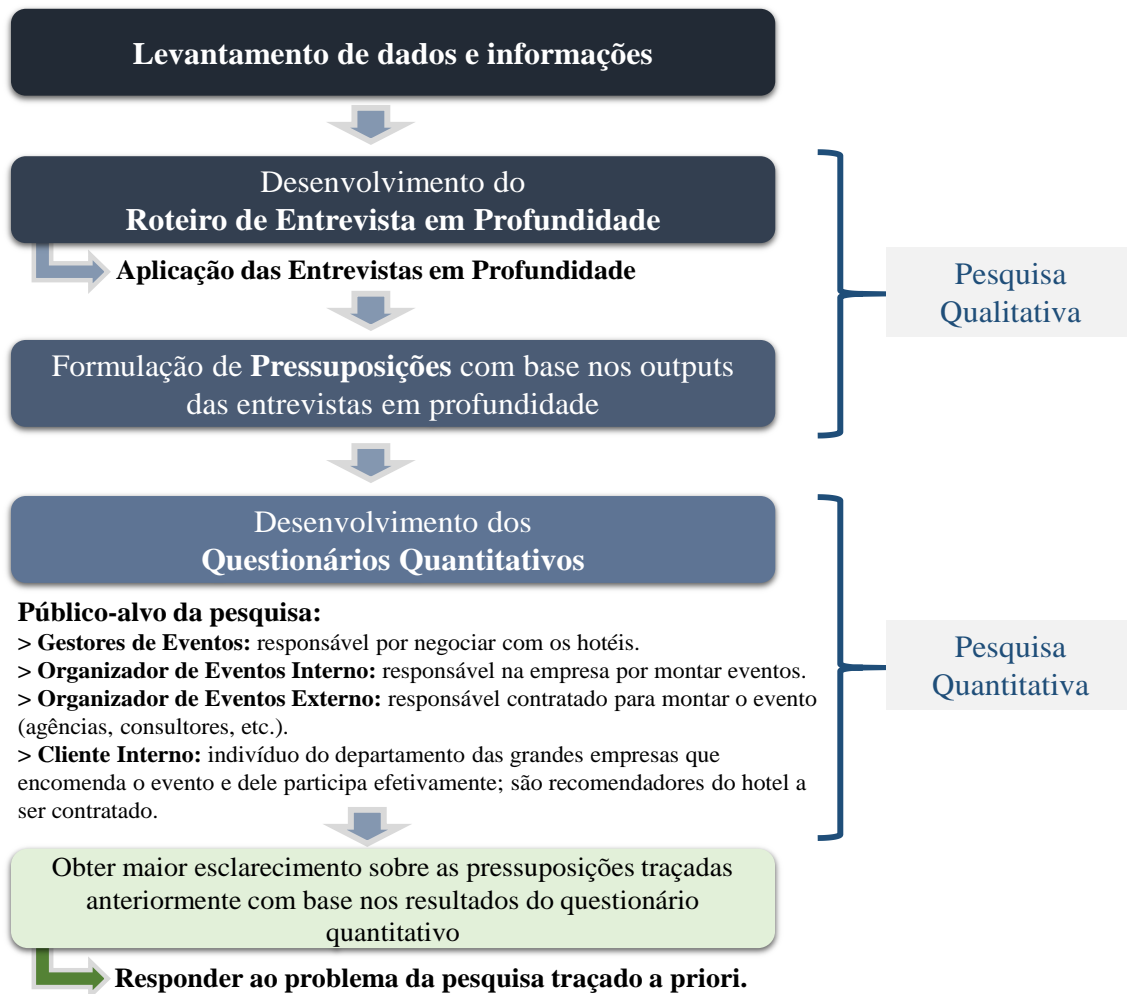 Levantamento de dados e informações
Desenvolvimento do
Roteiro de Entrevista em Profundidade
Aplicação das Entrevistas em Profundidade
Formulação de Pressuposições com base nos outputs
das entrevistas em profundidade
Pesquisa
Qualitativa
Desenvolvimento dos
Questionários Quantitativos
Público-alvo da pesquisa:
> Gestores de Eventos: responsável por negociar com os hotéis.
> Organizador de Eventos Interno: responsável na empresa por montar eventos.
> Organizador de Eventos Externo: responsável contratado para montar o evento
(agências, consultores, etc.).
> Cliente Interno: indivíduo do departamento das grandes empresas que
encomenda o evento e dele participa efetivamente; são recomendadores do hotel a
ser contratado.
Pesquisa
Quantitativa
Obter maior esclarecimento sobre as pressuposições traçadas
anteriormente com base nos resultados do questionário
quantitativo
Responder ao problema da pesquisa traçado a priori.